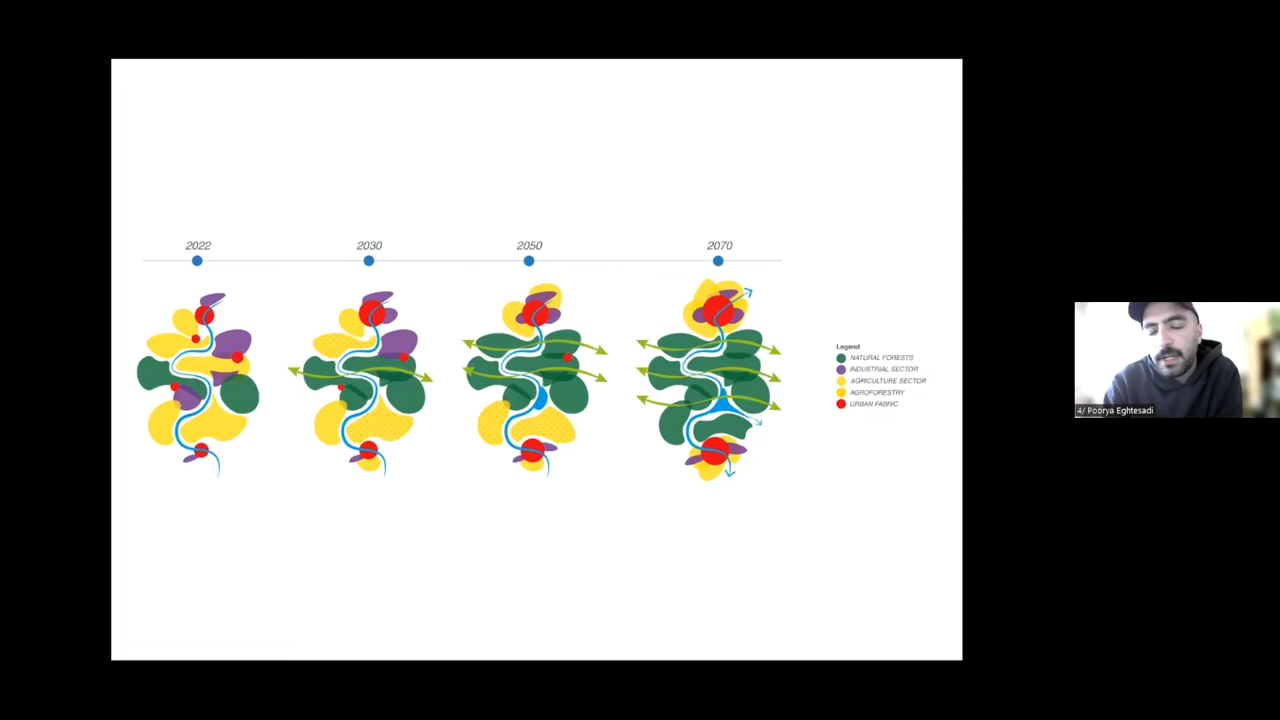 2022
2030
2050
2070
Legend
NATURAL FORESTS
INDUSTRIAL SECTOR
AGRICULTURE SECTOR
AGROFORESTRY
URBAN FABRIC
4/ Poorya Eghtesadi